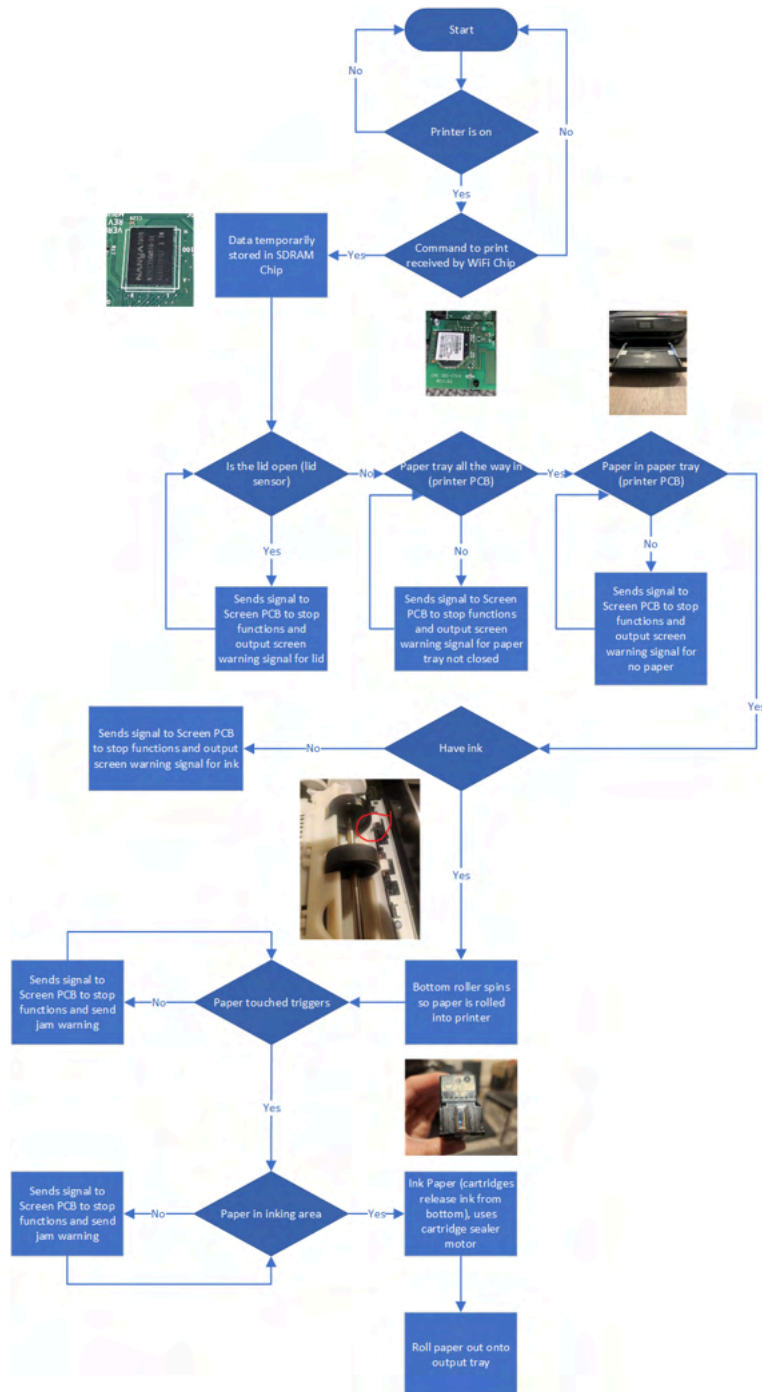 Start
No
Printer is on
No
Yes
Data temporarily
stored in SDRAM
Chip
Yes
Command to print
received by WiFi Chip
Is the lid open (lid
sensor)
No
Paper tray all the way in
(printer PCB)
Yes
Paper in paper tray
(printer PCB)
Yes
No
No
Sends signal to
Screen PCB to stop
functions and
output screen
warning signal for lid
Sends signal to Screen
PCB to stop functions
and output screen
warning signal for paper
tray not closed
Sends signal to
Screen PCB to stop
functions and
output screen
warning signal for
no paper
Yes
Sends signal to Screen PCB
to stop functions and output
screen warning signal for ink
No
Have ink
Yes
Sends signal to
Screen PCB to stop
functions and send
jam warning
No
Paper touched triggers
Bottom roller spins
so paper is rolled
into printer
Yes
Sends signal to
Screen PCB to stop
functions and send
jam warning
No
Paper in inking area
Yes
Ink Paper (cartridges
release ink from
bottom), uses
cartridge sealer
motor
Roll paper out onto
output tray